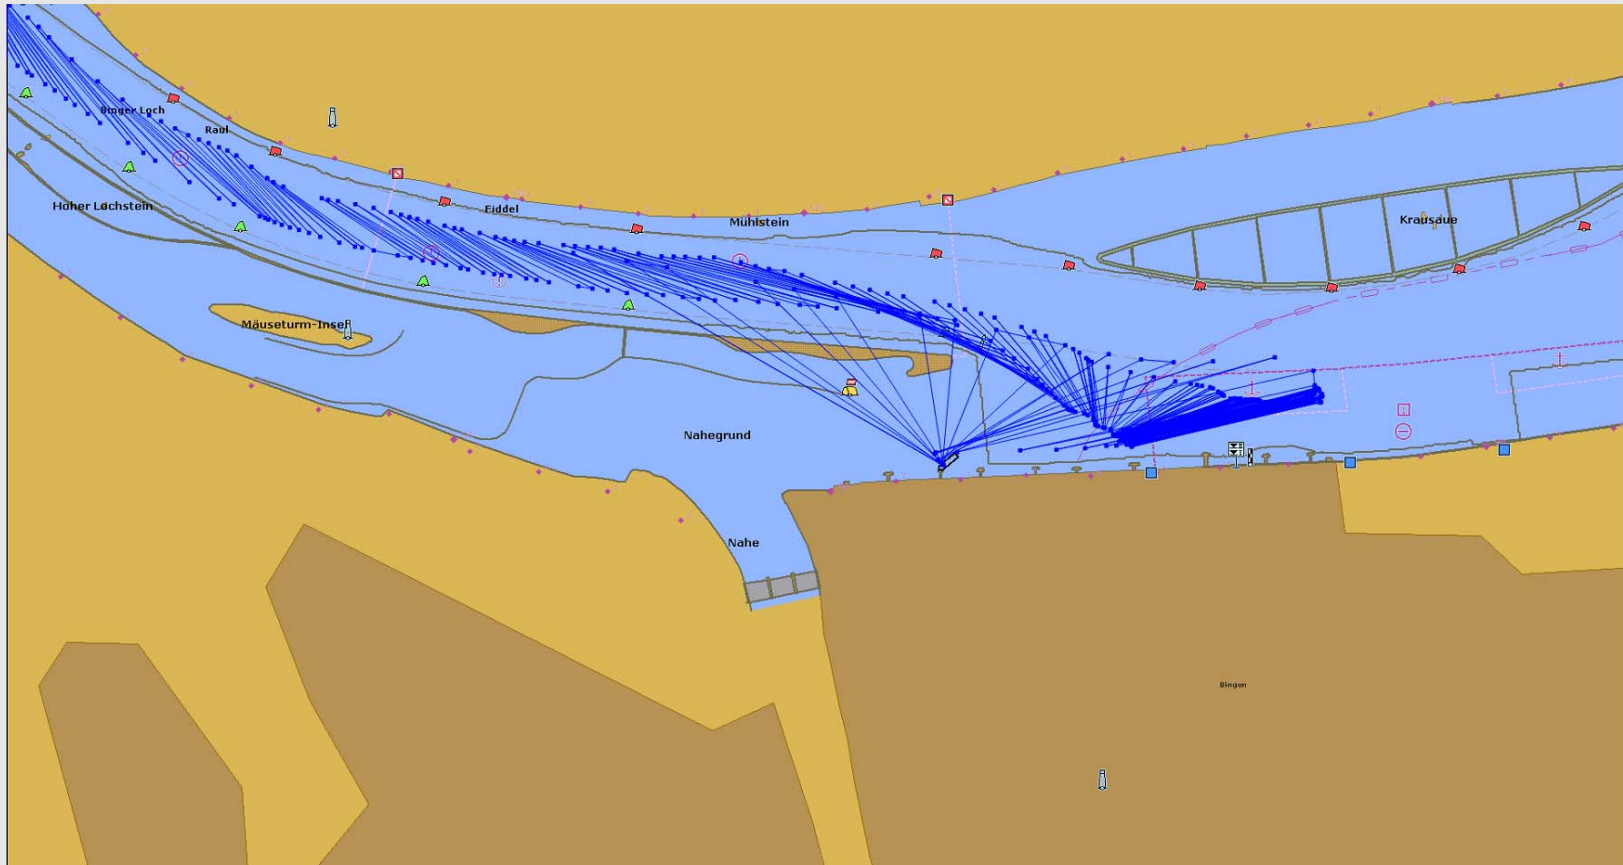 Binger Loch
Raul
Hoher Lochstein
Fiddel
Mühlstein
Krausaue
Mäuseturm-Insel
Nahegrund
Nahe
Bingen